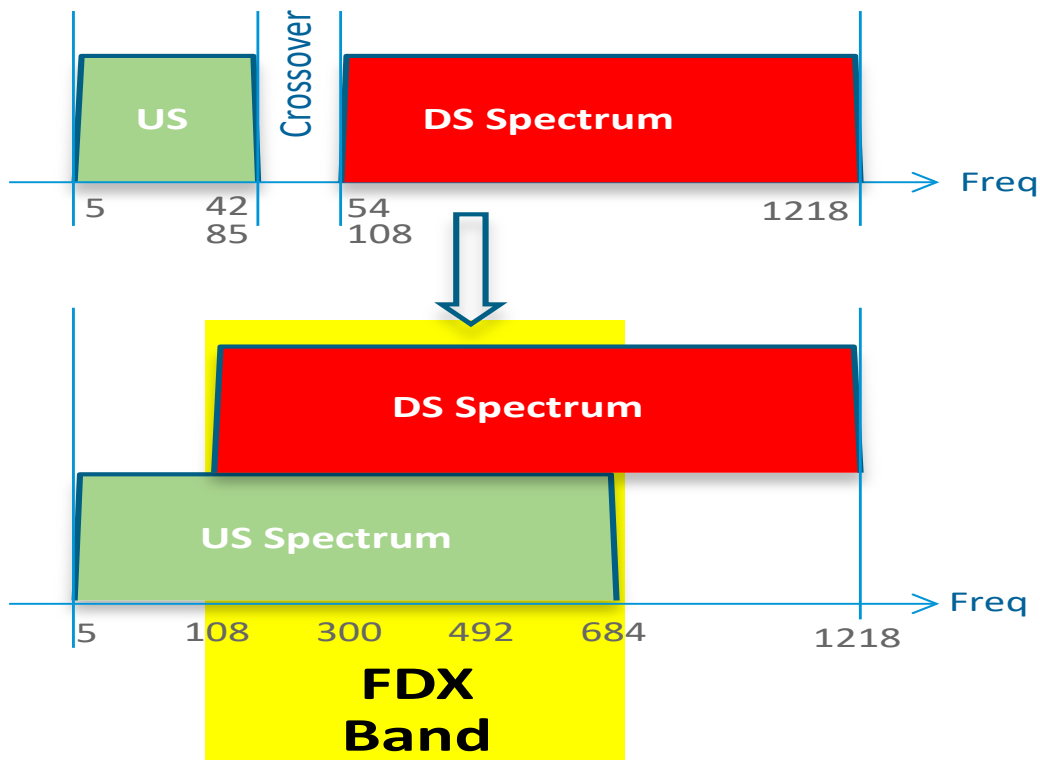 Crossover
US
DS Spectrum
Freq
5
42
54
1218
85
108
DS Spectrum
US Spectrum
Freq
5
108
300
492
684
1218
FDX
Band